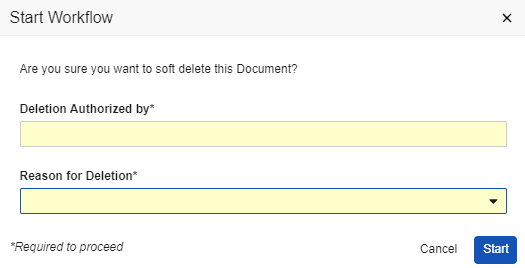 Start Workflow
Are you sure you want to soft delete this Document?
Deletion Authorized by*
Reason for Deletion*
*Required to proceed
Cancel
Start